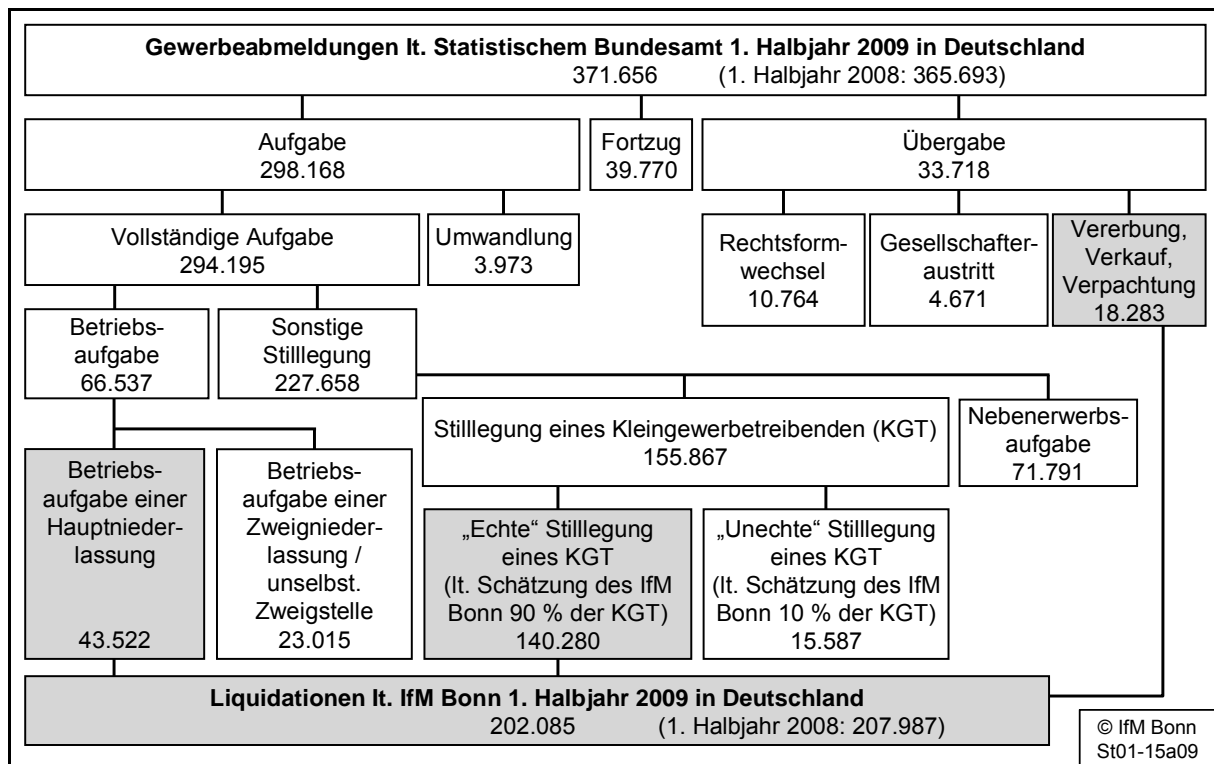 Gewerbeabmeldungen lt. Statistischem Bundesamt 1. Halbjahr 2009 in Deutschland
371.656 (1. Halbjahr 2008: 365.693)
Aufgabe
298.168
Fortzug
39.770
Übergabe
33.718
Vollständige Aufgabe
294.195
Umwandlung
3.973
Rechtsform-
wechsel
10.764
Gesellschafter-
austritt
4.671
Vererbung,
Verkauf,
Verpachtung
18.283
Betriebs-
aufgabe
66.537
Sonstige
Stilllegung
227.658
Stilllegung eines Kleingewerbetreibenden (KGT)
155.867
Nebenerwerbs-
aufgabe
71.791
Betriebs-
aufgabe einer
Hauptnieder-
lassung
43.522
Betriebs-
aufgabe einer
Zweignieder-
lassung /
unselbst.
Zweigstelle
23.015
„Echte“ Stilllegung
eines KGT
(lt. Schätzung des IfM
Bonn 90 % der KGT)
140.280
„Unechte“ Stilllegung
eines KGT
(lt. Schätzung des IfM
Bonn 10 % der KGT)
15.587
Liquidationen lt. IfM Bonn 1. Halbjahr 2009 in Deutschland
202.085 (1. Halbjahr 2008: 207.987)
© IfM Bonn
St01-15a09